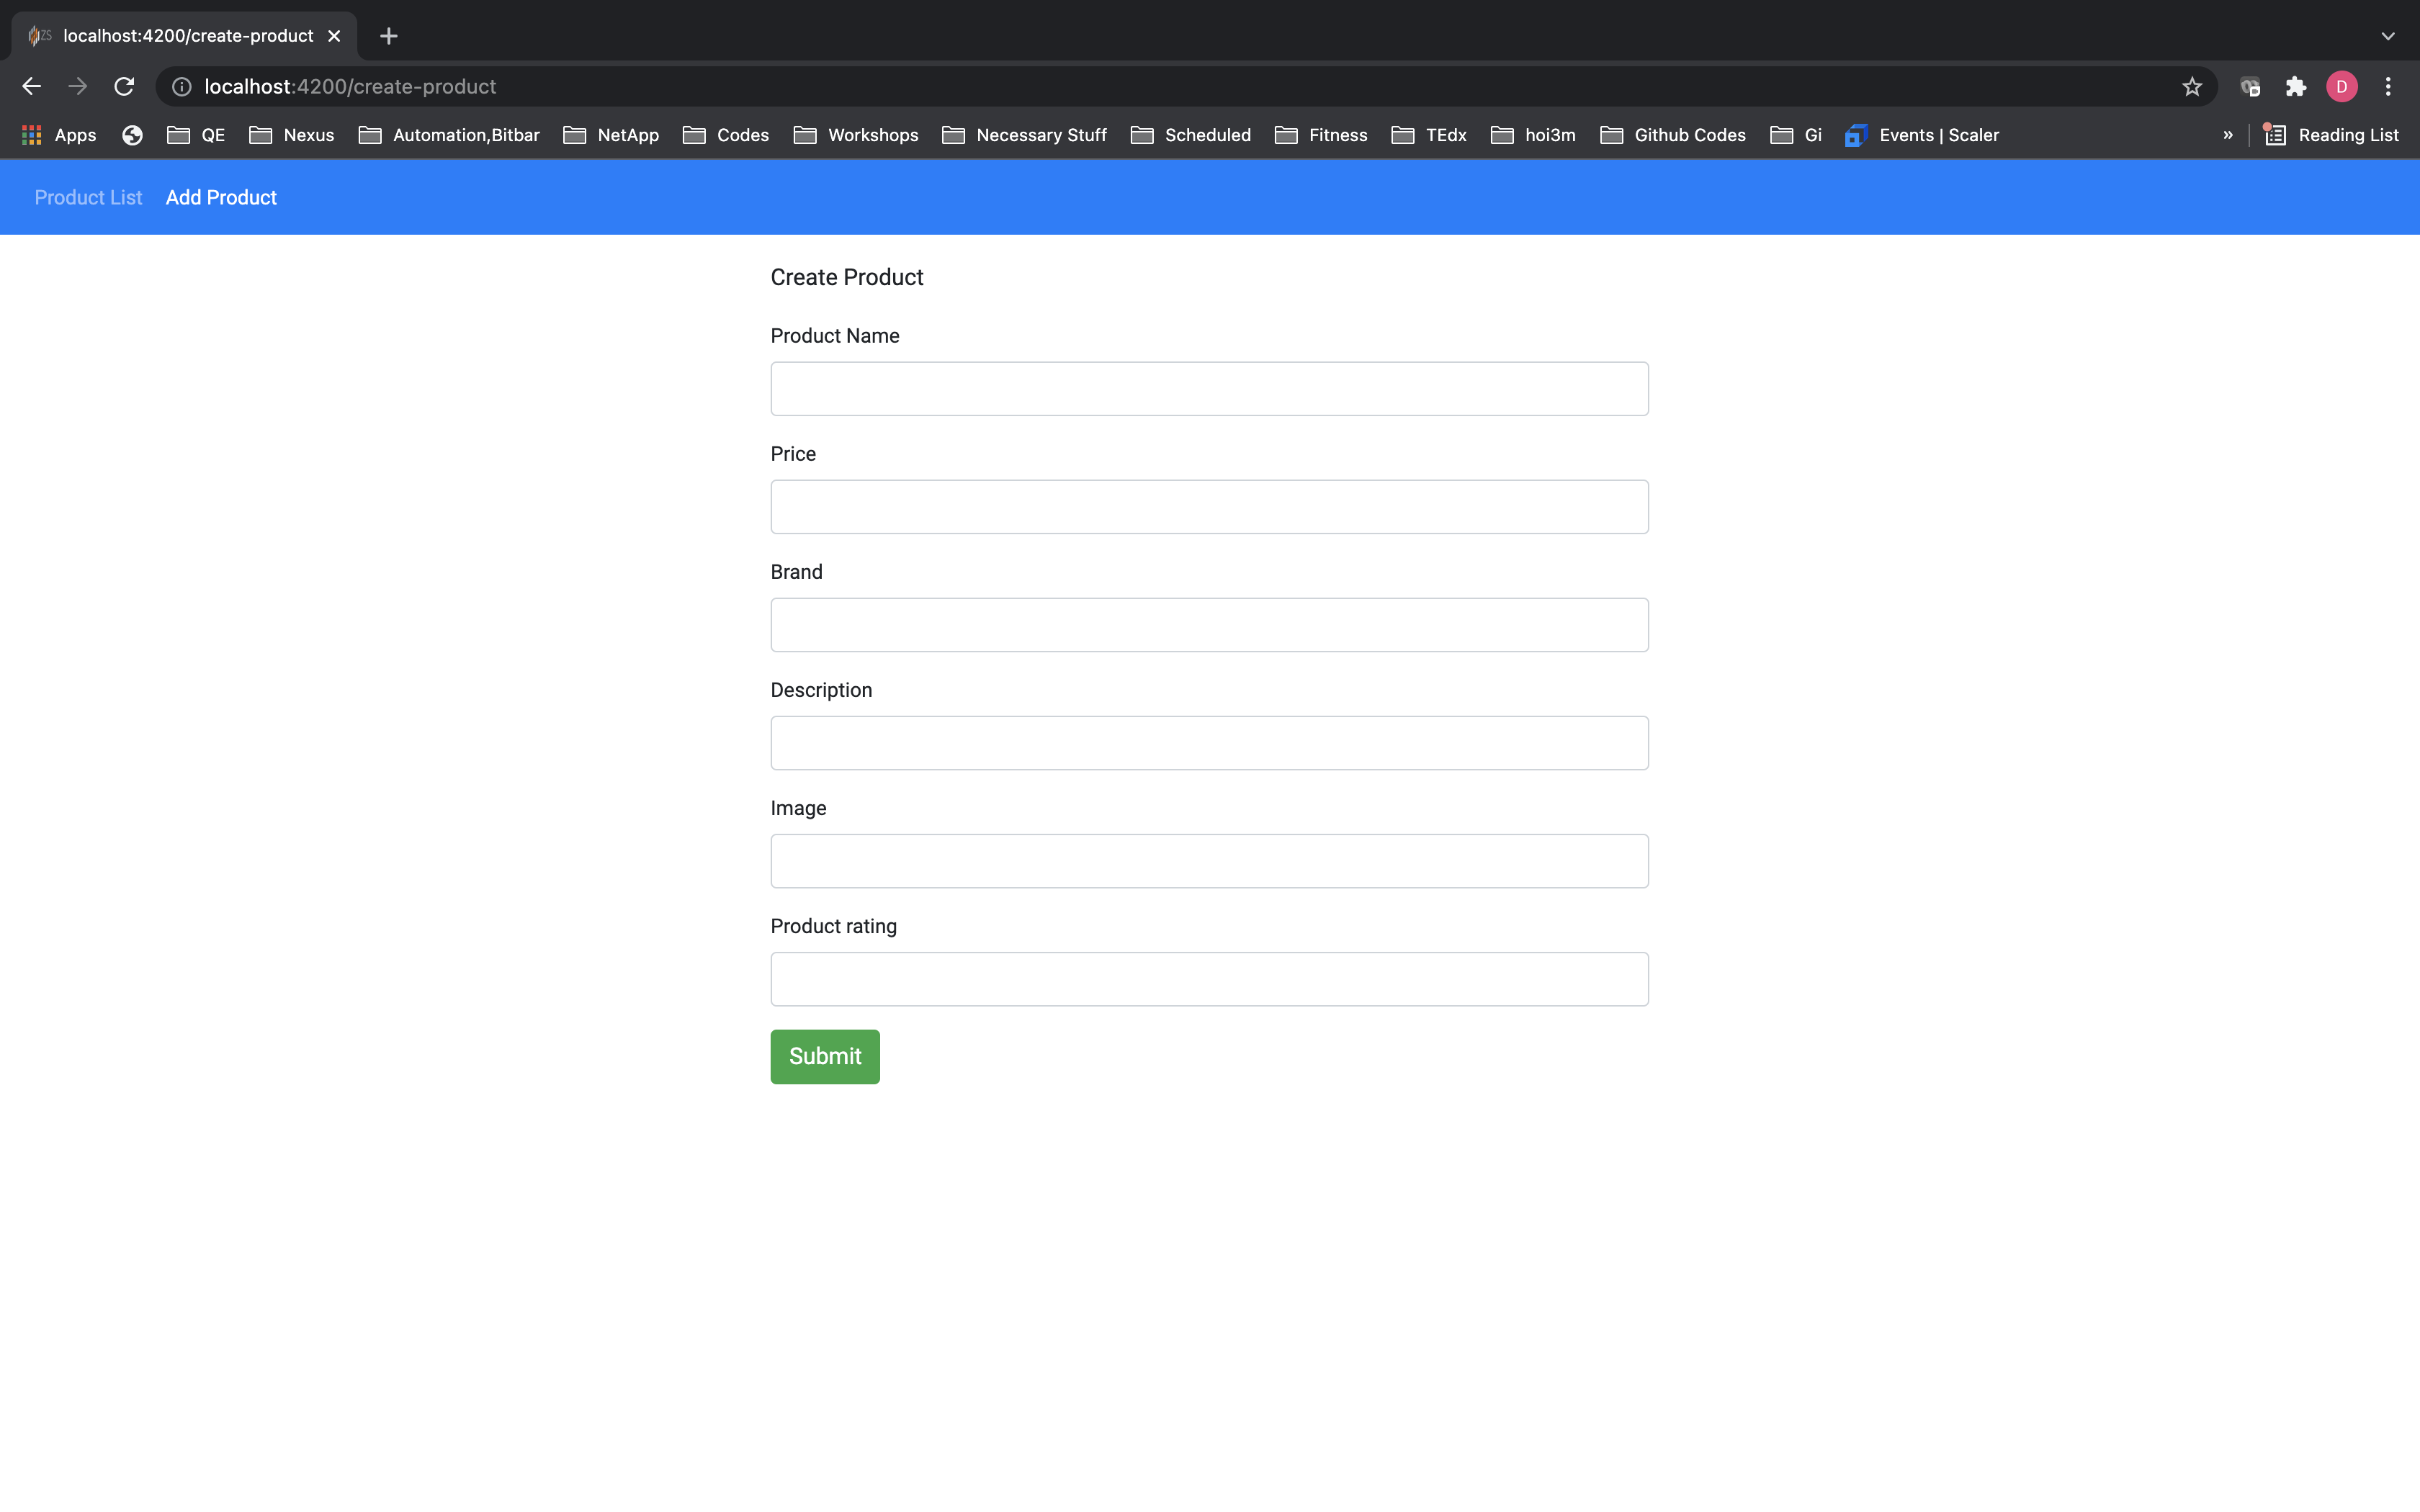 ZS localhost:4200/create-product
localhost:4200/create-product
Apps QE Nexus Automation,Bitbar NetApp Codes Workshops Necessary Stuff Scheduled Fitness TEdx hoi3m Github Codes Gi Events | Scaler » Reading List
D
Product List Add Product
Create Product
Product Name
Price
Brand
Description
Image
Product rating
Submit